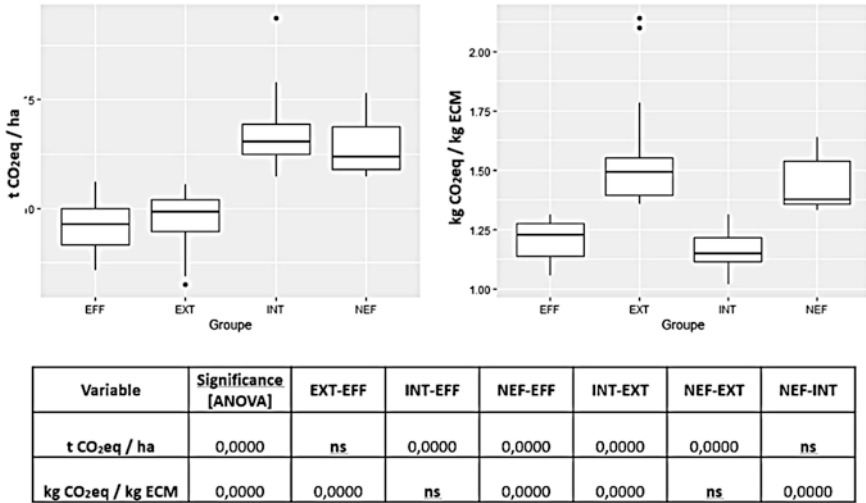 t CO₂eq / ha
EFF EXT INT NEF
Groupe
kg CO₂eq / kg ECM
2.00
1.75
1.50
1.25
1.00
EFF EXT INT NEF
Groupe
Variable Significance [ANOVA] EXT-EFF INT-EFF NEF-EFF INT-EXT NEF-EXT NEF-INT
t CO₂eq / ha 0,0000 ns 0,0000 0,0000 0,0000 0,0000 ns
kg CO₂eq / kg ECM 0,0000 0,0000 ns 0,0000 0,0000 ns 0,0000